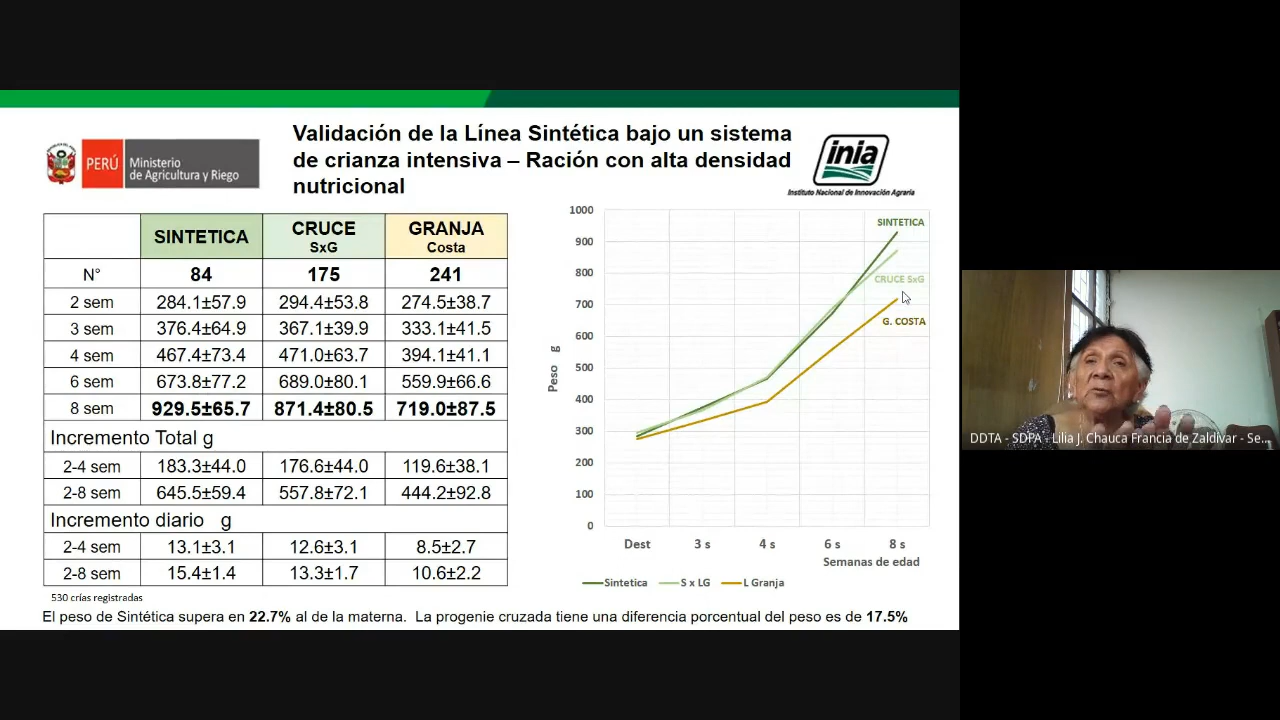 Validación de la Línea Sintética bajo un sistema
de crianza intensiva – Ración con alta densidad
nutricional
PERÚ
Ministerio
de Agricultura y Riego
inia
Instituto Nacional de Innovación Agraria
SINTETICA CRUCE SxG GRANJA Costa
N° 84 175 241
2 sem 284.1±57.9 294.4±53.8 274.5±38.7
3 sem 376.4±64.9 367.1±39.9 333.1±41.5
4 sem 467.4±73.4 471.0±63.7 394.1±41.1
6 sem 673.8±77.2 689.0±80.1 559.9±66.6
8 sem 929.5±65.7 871.4±80.5 719.0±87.5
Incremento Total g
2-4 sem 183.3±44.0 176.6±44.0 119.6±38.1
2-8 sem 645.5±59.4 557.8±72.1 444.2±92.8
Incremento diario g
2-4 sem 13.1±3.1 12.6±3.1 8.5±2.7
2-8 sem 15.4±1.4 13.3±1.7 10.6±2.2
530 crías registradas
1000
900
800
700
600
500
400
300
200
100
0
Peso g
SINTETICA
CRUCE SxG
G. COSTA
Dest 3 s 4 s 6 s 8 s
Semanas de edad
Sintetica S x LG L Granja
El peso de Sintética supera en 22.7% al de la materna. La progenie cruzada tiene una diferencia porcentual del peso es de 17.5%
DDTA - SDPA - Lilia J. Chauca Francia de Zaldívar - Se...